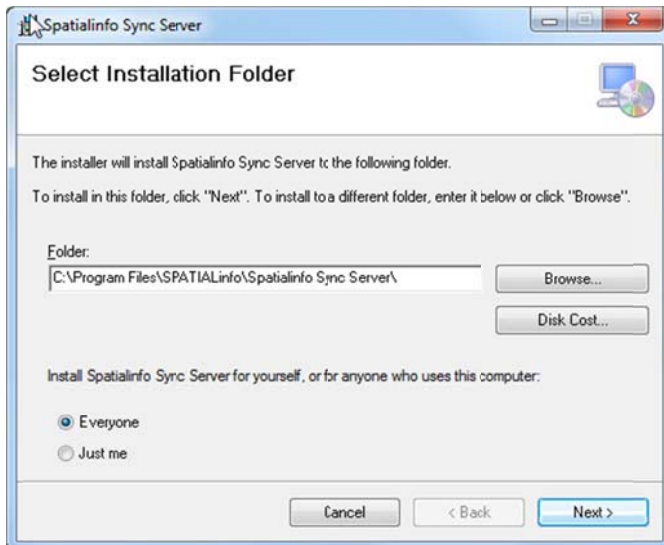 Spatialinfo Sync Server
Select Installation Folder
The installer will install Spatialinfo Sync Server to the following folder.
To install in this folder, click "Next". To install to a different folder, enter it below or click "Browse".
Folder:
C:\Program Files\SPATIALinfo\Spatialinfo Sync Server\
Browse...
Disk Cost...
Install Spatialinfo Sync Server for yourself, or for anyone who uses this computer:
Everyone
Just me
Cancel
< Back
Next >